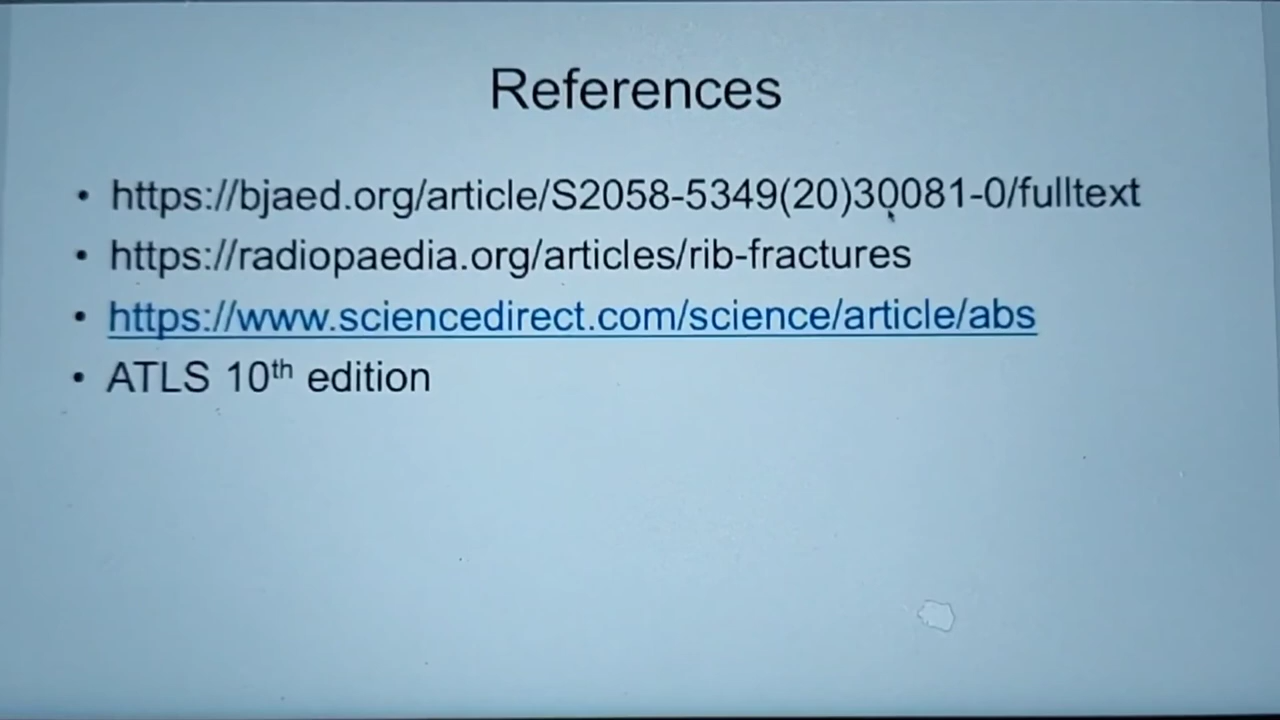 References
• https://bjaed.org/article/S2058-5349(20)30081-0/fulltext
• https://radiopaedia.org/articles/rib-fractures
• https://www.sciencedirect.com/science/article/abs
• ATLS 10th edition